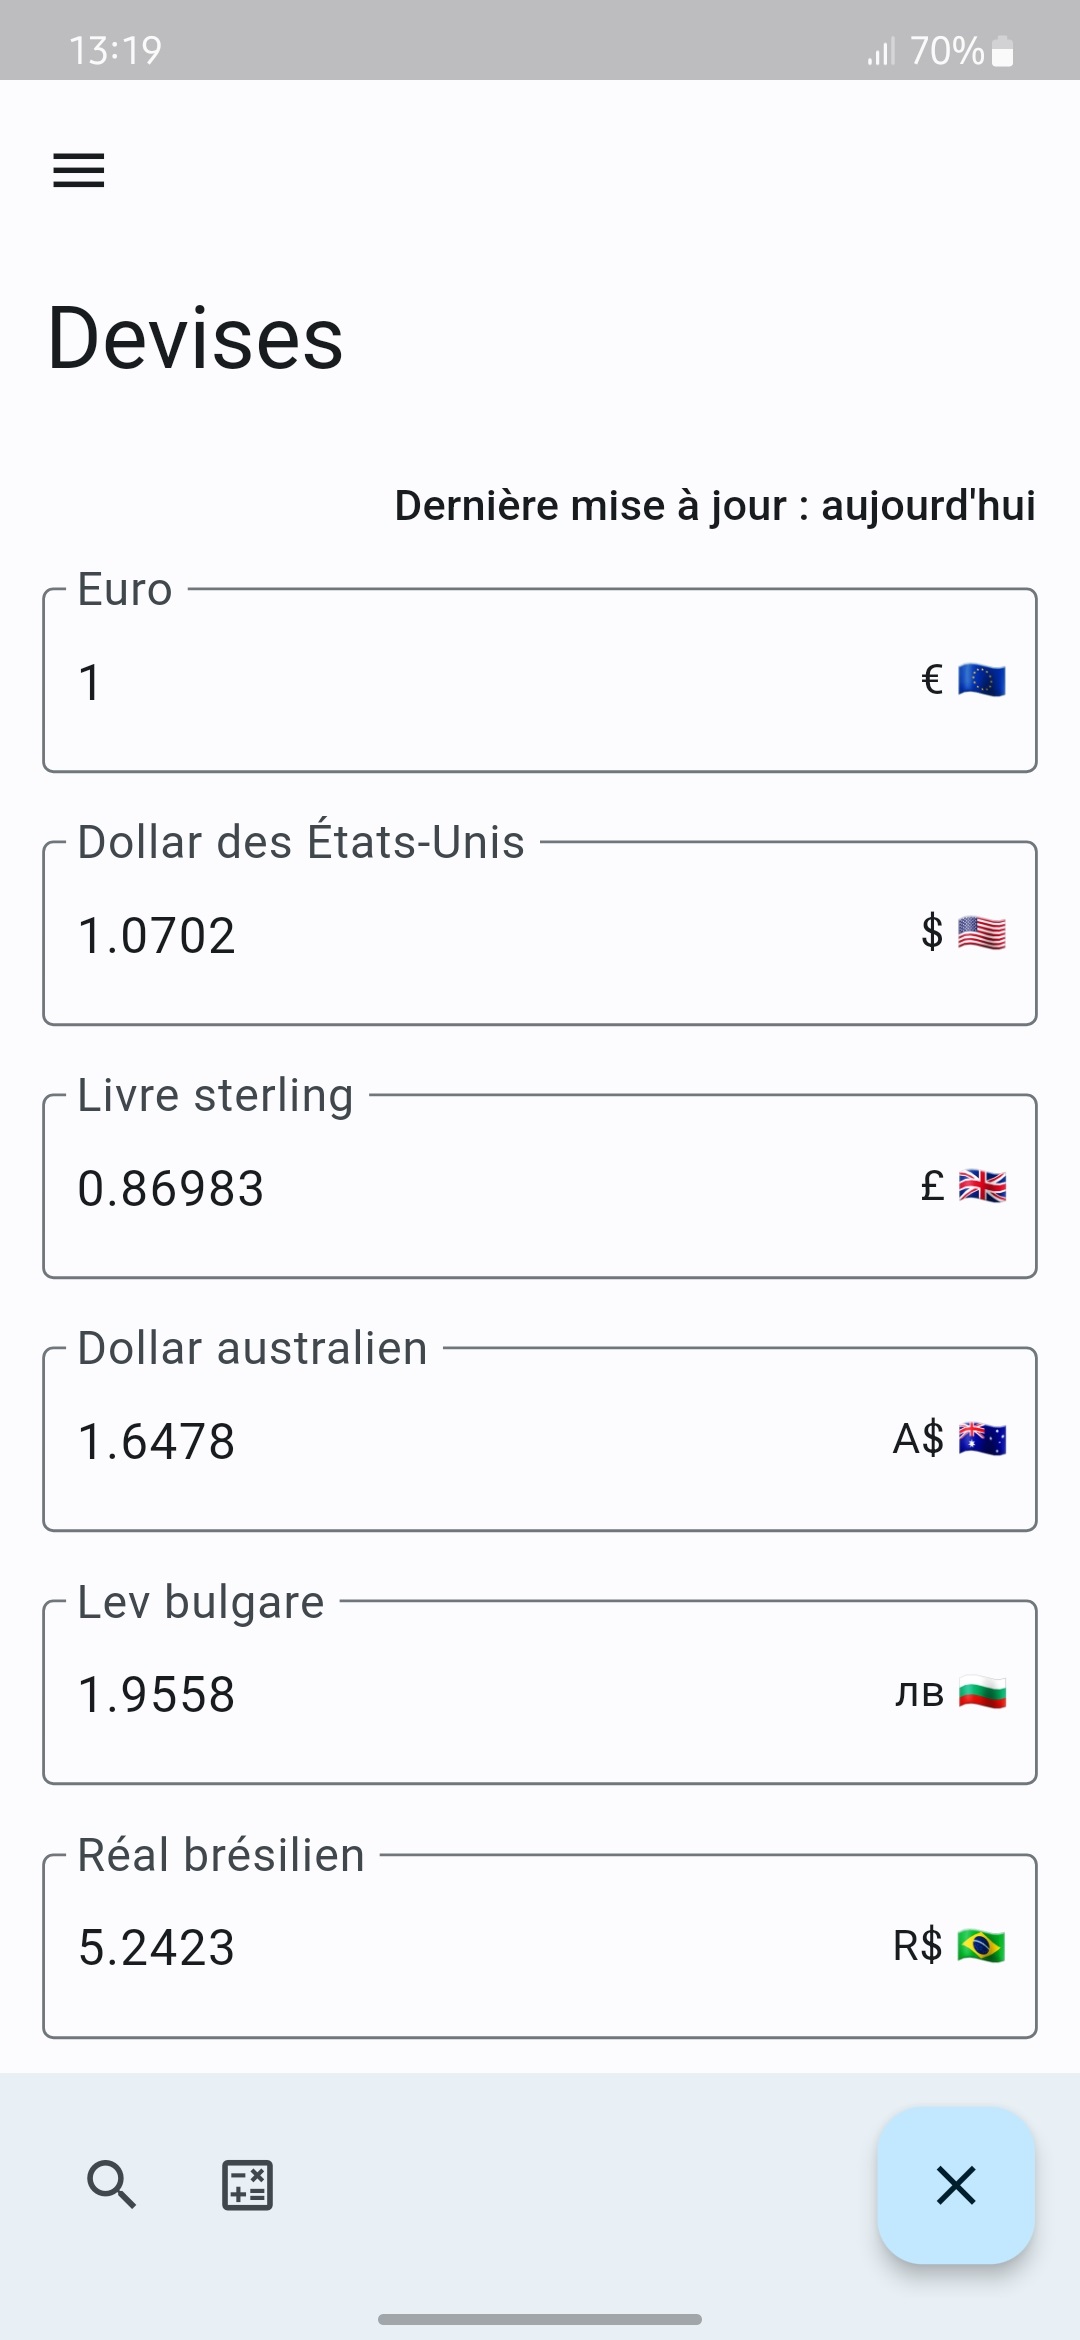 13:19 70%
Devises
Dernière mise à jour : aujourd'hui
Euro
1 €
Dollar des États-Unis
1.0702 $
Livre sterling
0.86983 £
Dollar australien
1.6478 A$
Lev bulgare
1.9558 лв
Réal brésilien
5.2423 R$